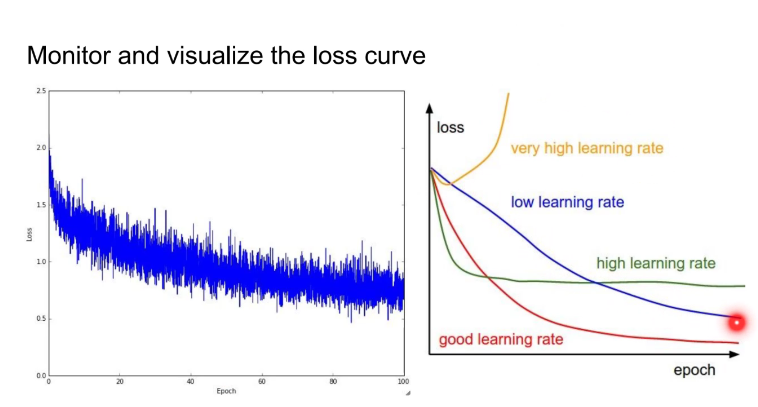 Monitor and visualize the loss curve
2.5
2.0
1.5
1.0
0.5
0.0
Loss
0 20 40 60 80 100
Epoch
loss
very high learning rate
low learning rate
high learning rate
good learning rate
epoch